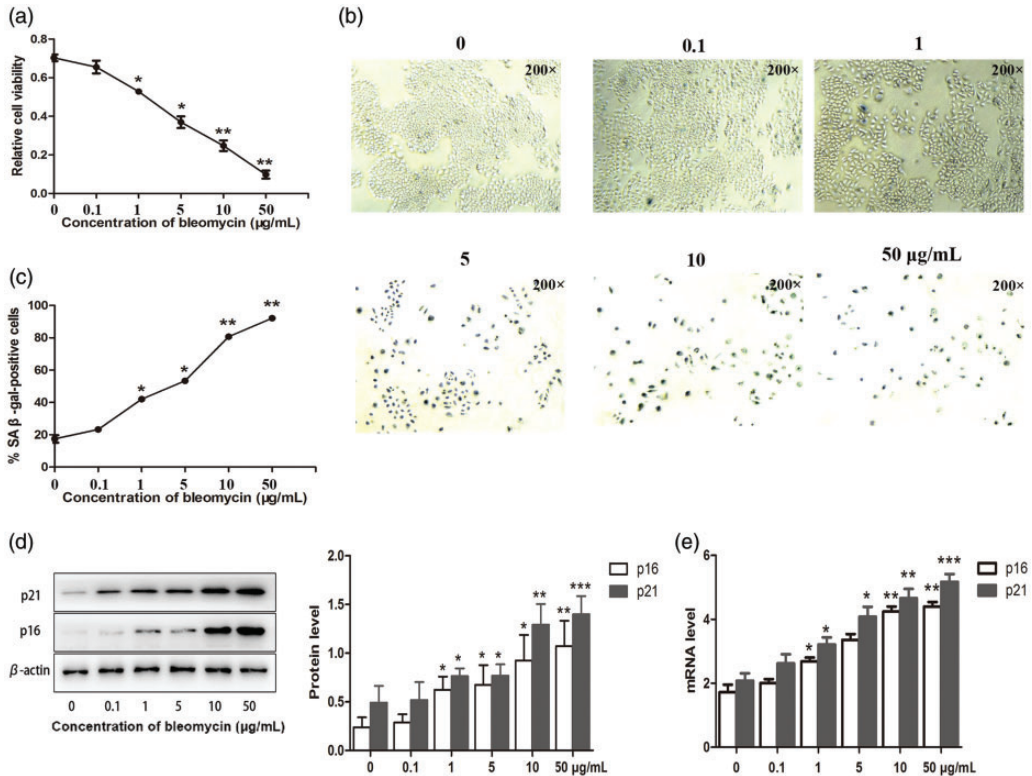 (a)
0.8
0.6
0.4
0.2
0.0
Relative cell viability
*
*
**
**
0 0.1 1 5 10 50
Concentration of bleomycin (µg/mL)
(b)
0 0.1 1
200× 200× 200×
5 10 50 µg/mL
200× 200× 200×
(c)
100
80
60
40
20
0
% SA β -gal-positive cells
*
*
**
**
0 0.1 1 5 10 50
Concentration of bleomycin (µg/mL)
(d)
p21
p16
β-actin
0 0.1 1 5 10 50
Concentration of bleomycin (µg/mL)
2.0
1.5
1.0
0.5
0.0
Protein level
* * * * * ** ** ***
p16
p21
0 0.1 1 5 10 50 µg/mL
(e)
6
4
2
0
mRNA level
* * * ** ** ** ***
p16
p21
0 0.1 1 5 10 50 µg/mL